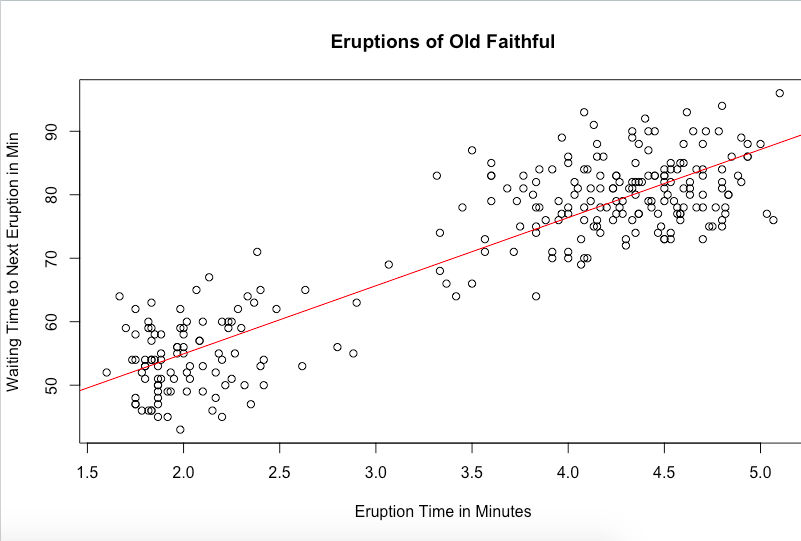 Eruptions of Old Faithful
Waiting Time to Next Eruption in Min
90
80
70
60
50
1.5 2.0 2.5 3.0 3.5 4.0 4.5 5.0
Eruption Time in Minutes